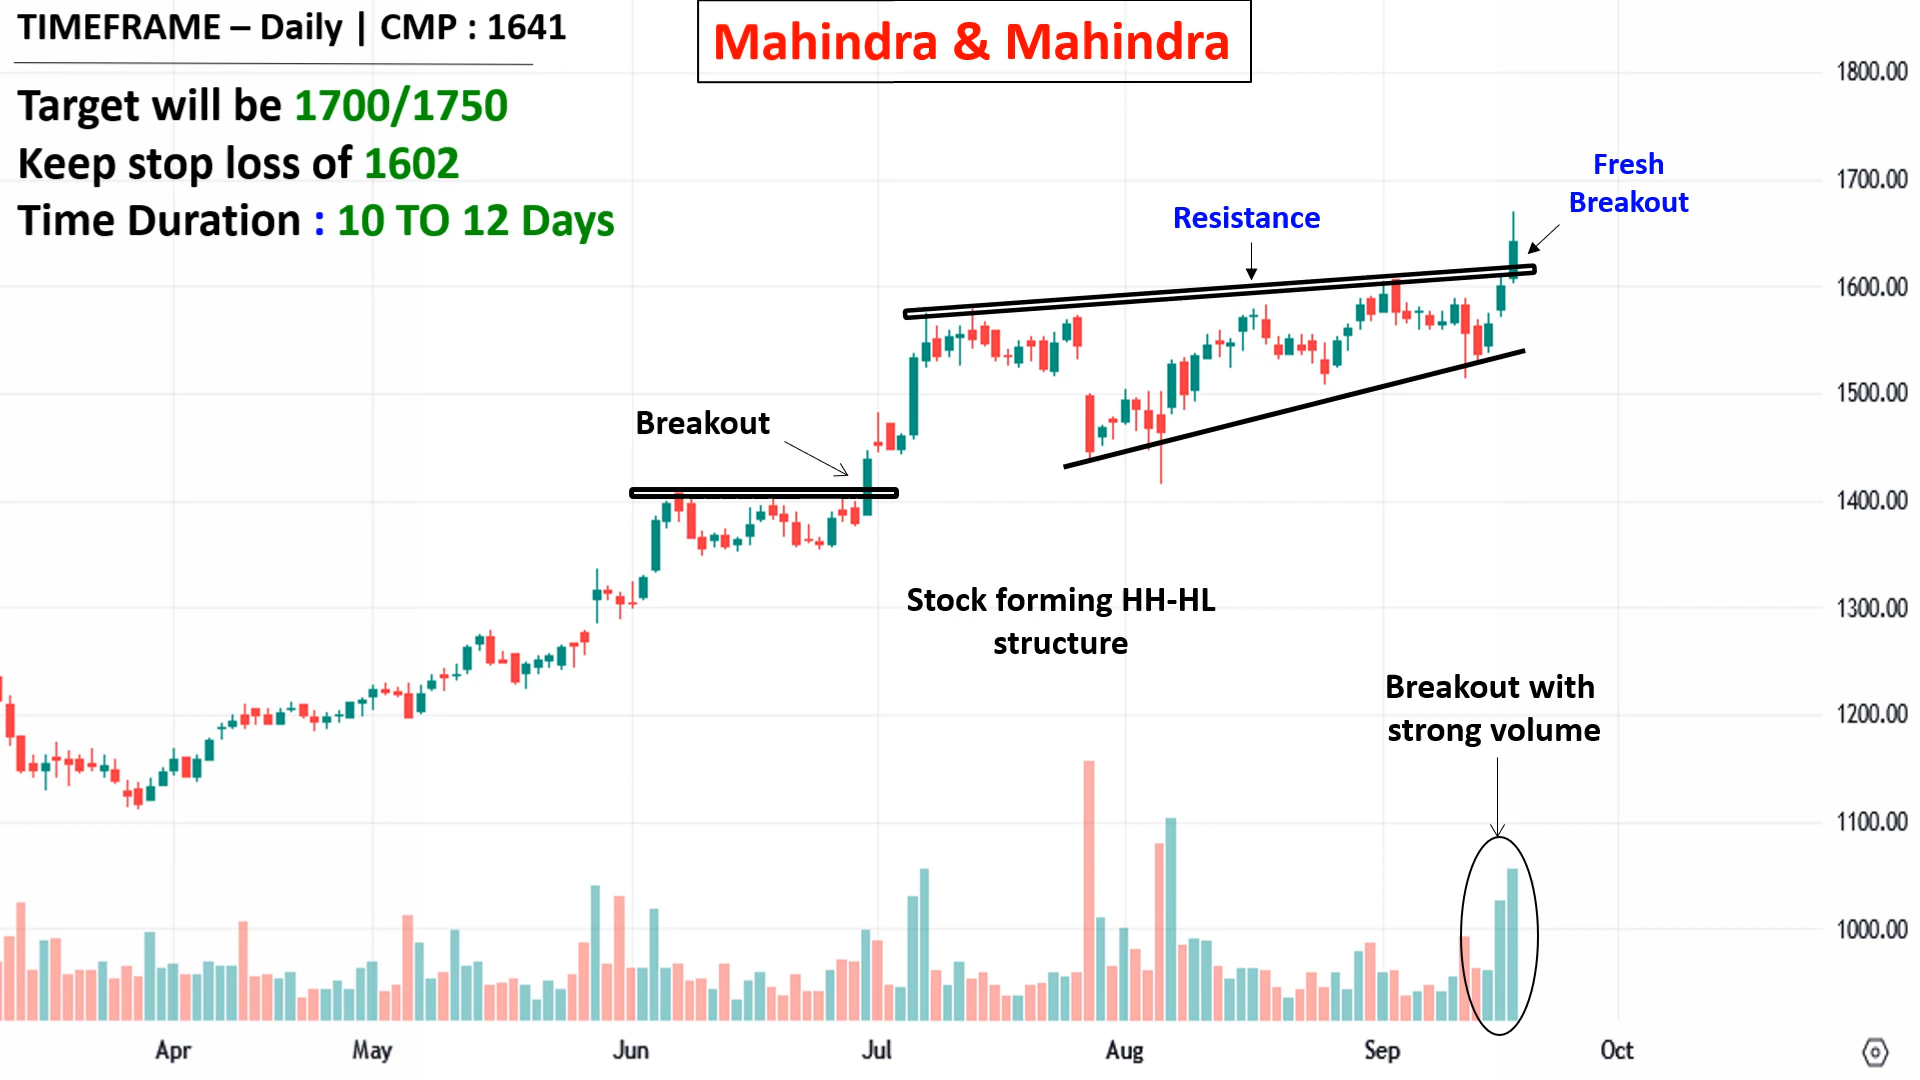 TIMEFRAME – Daily | CMP : 1641
Mahindra & Mahindra
Target will be 1700/1750
Keep stop loss of 1602
Time Duration : 10 TO 12 Days
Fresh
Breakout
Resistance
Breakout
Stock forming HH-HL
structure
Breakout with
strong volume
1800.00
1700.00
1600.00
1500.00
1400.00
1300.00
1200.00
1100.00
1000.00
Apr May Jun Jul Aug Sep Oct